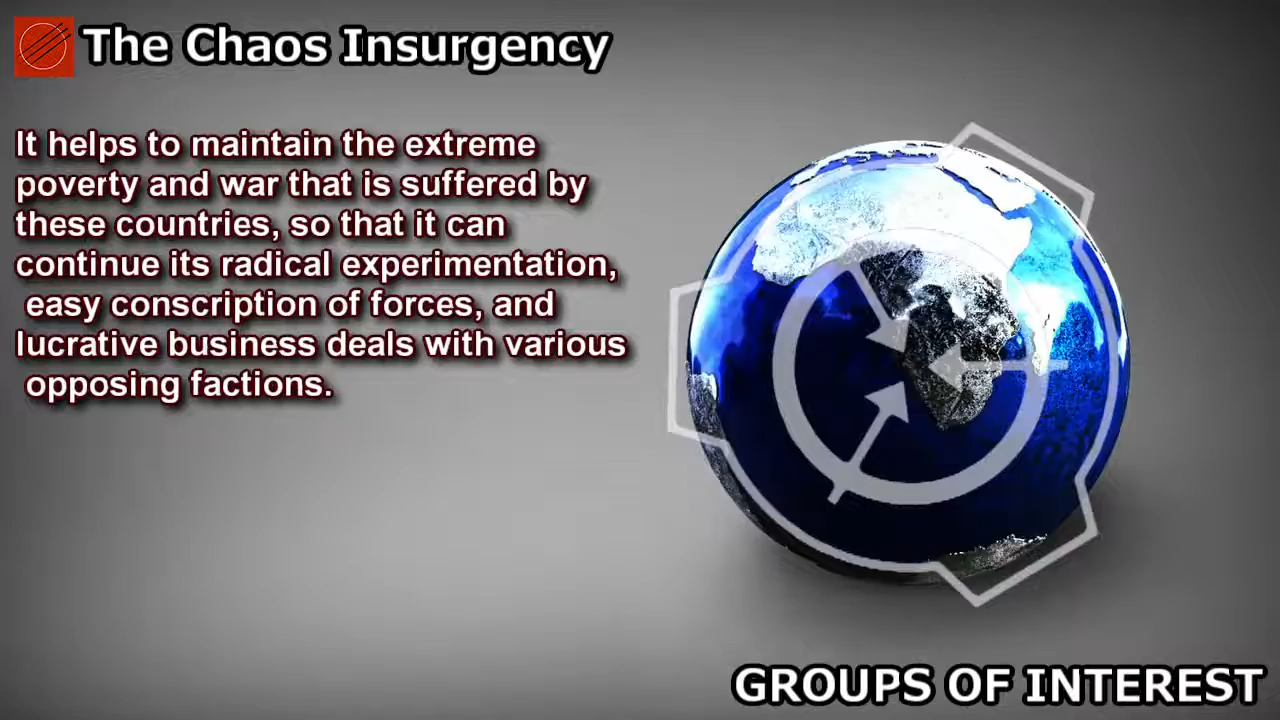 The Chaos Insurgency
It helps to maintain the extreme
poverty and war that is suffered by
these countries, so that it can
continue its radical experimentation,
easy conscription of forces, and
lucrative business deals with various
opposing factions.
GROUPS OF INTEREST